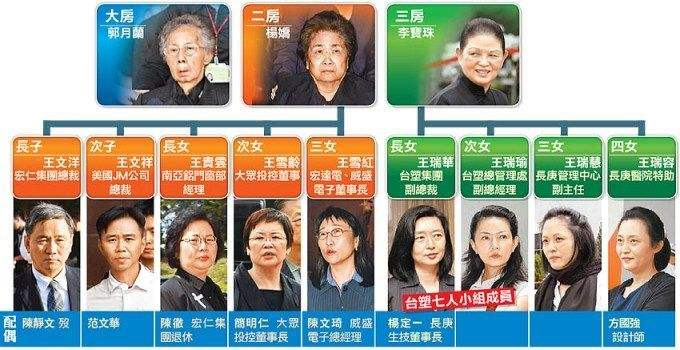 大房
郭月蘭
二房
楊嬌
三房
李寶珠
長子
王文洋
宏仁集團總裁
次子
王文祥
美國JM公司
總裁
長女
王貴雲
南亞鋁門窗部
經理
次女
王雪齡
大眾投控董事
三女
王雪紅
宏達電、威盛
電子董事長
長女
王瑞華
台塑集團
副總裁
次女
王瑞瑜
台塑總管理處
副總經理
三女
王瑞慧
長庚管理中心
副主任
四女
王瑞容
長庚醫院特助
台塑七人小組成員
配偶
陳靜文 歿
范文華
陳徹 宏仁集
團退休
簡明仁 大眾
投控董事長
陳文琦 威盛
電子總經理
楊定一 長庚
生技董事長
方國強
設計師